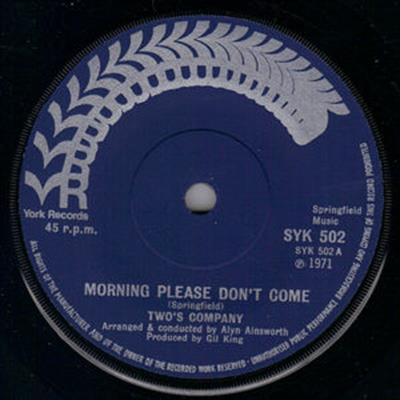 YR
York Records
45 r.p.m.
Springfield
Music
SYK 502
SYK 502 A
℗ 1971
MORNING PLEASE DON'T COME
(Springfield)
TWO'S COMPANY
Arranged & conducted by Alyn Ainsworth
Produced by Gil King
ALL RIGHTS OF THE MANUFACTURER AND OF THE OWNER OF THE RECORDED WORK RESERVED - UNAUTHORISED PUBLIC PERFORMANCE BROADCASTING AND COPYING OF THIS RECORD PROHIBITED